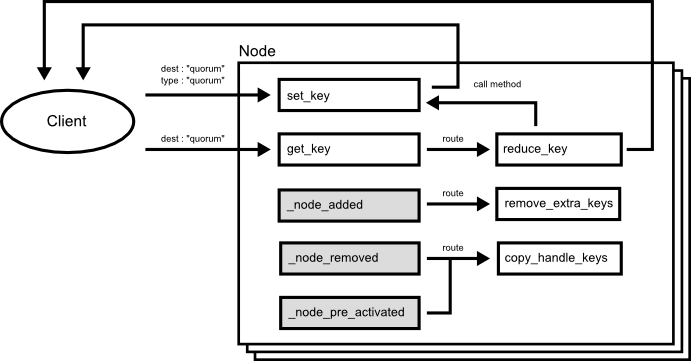 Node
dest : "quorum"
type : "quorum"
set_key
call method
Client
dest : "quorum"
get_key
route
reduce_key
_node_added
route
remove_extra_keys
_node_removed
route
copy_handle_keys
_node_pre_activated